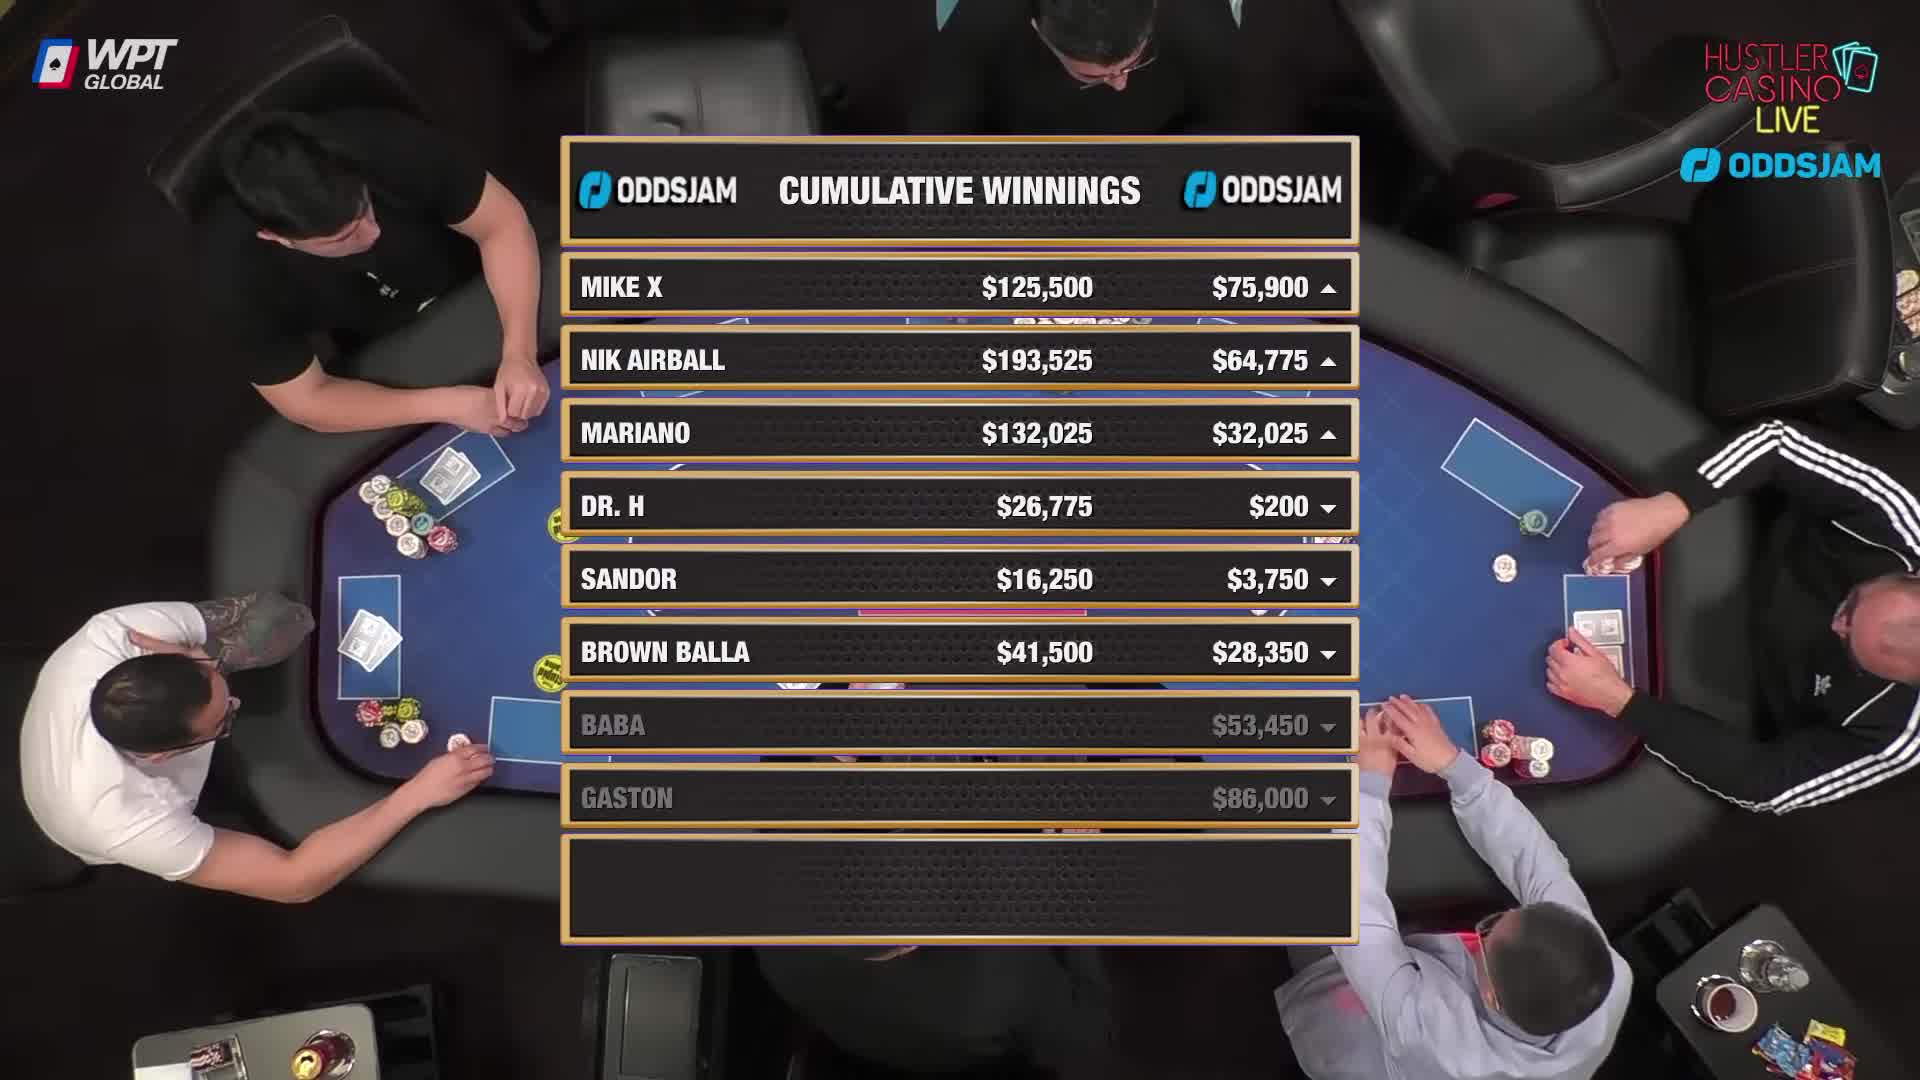 WPT
GLOBAL
HUSTLER
CASINO
LIVE
ODDSJAM
ODDSJAM CUMULATIVE WINNINGS ODDSJAM
MIKE X $125,500 $75,900
NIK AIRBALL $193,525 $64,775
MARIANO $132,025 $32,025
DR. H $26,775 $200
SANDOR $16,250 $3,750
BROWN BALLA $41,500 $28,350
BABA $53,450
GASTON $86,000